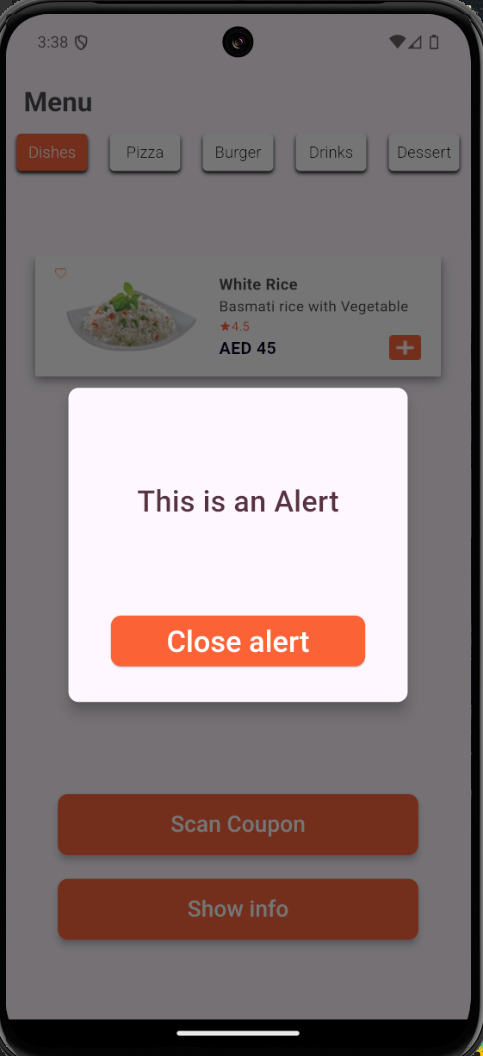 3:38
Menu
Dishes Pizza Burger Drinks Dessert
White Rice
Basmati rice with Vegetable
★4.5
AED 45
This is an Alert
Close alert
Scan Coupon
Show info